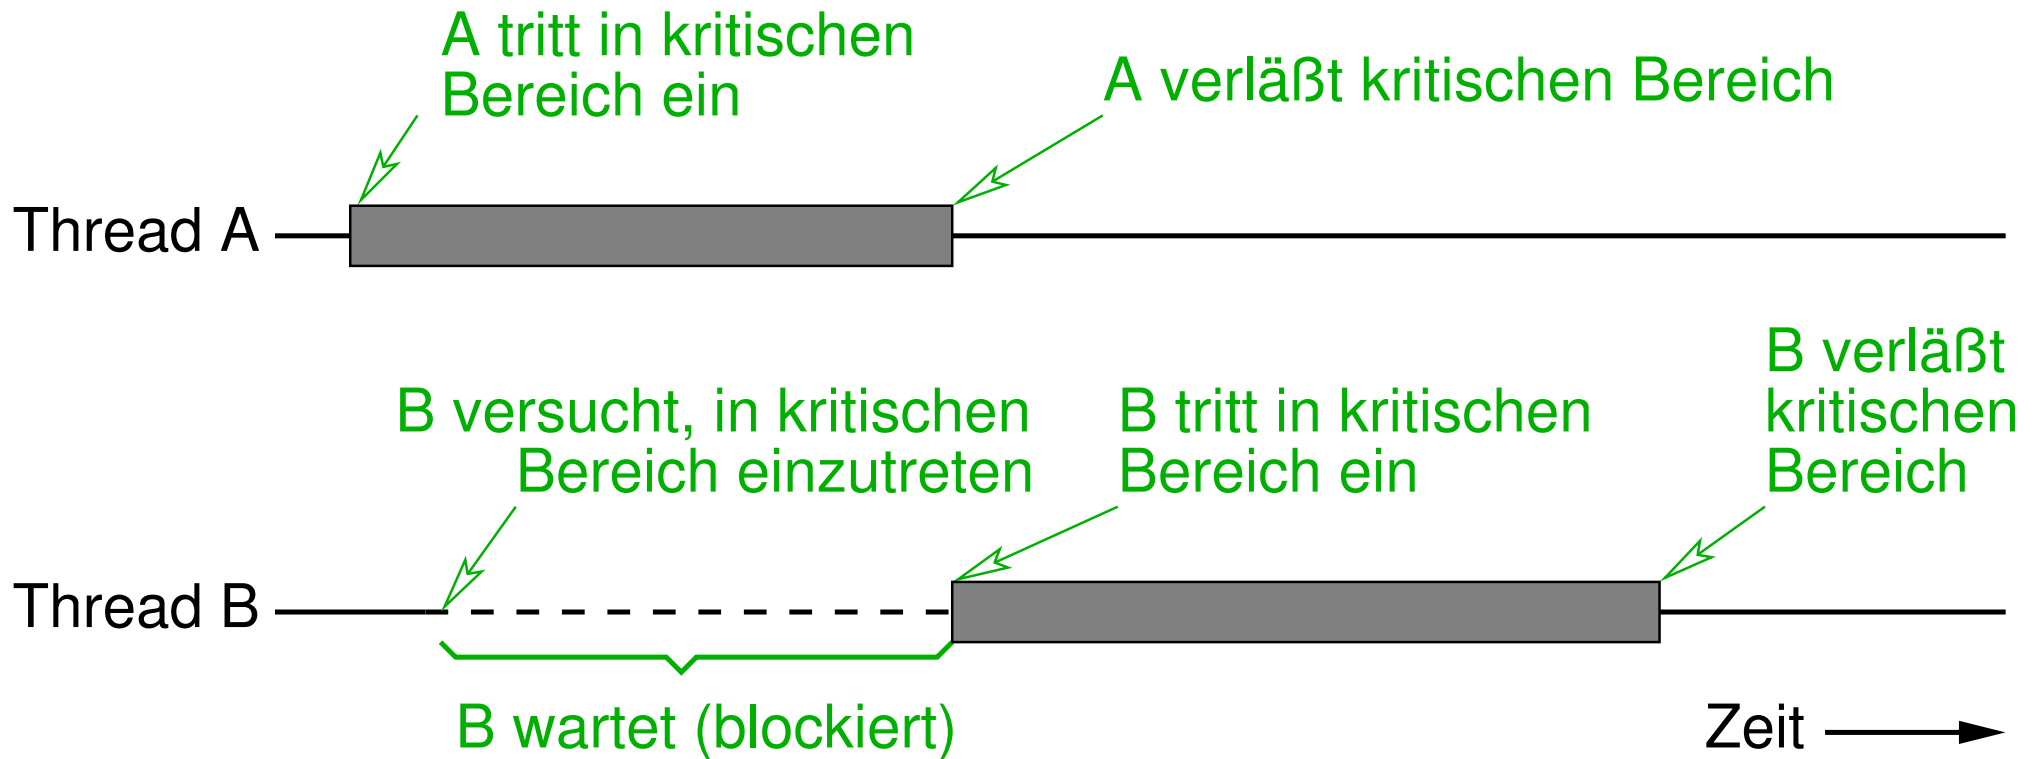 A tritt in kritischen
Bereich ein
A verläßt kritischen Bereich
Thread A
B verläßt
kritischen
Bereich
B versucht, in kritischen
Bereich einzutreten
B tritt in kritischen
Bereich ein
Thread B
B wartet (blockiert)
Zeit